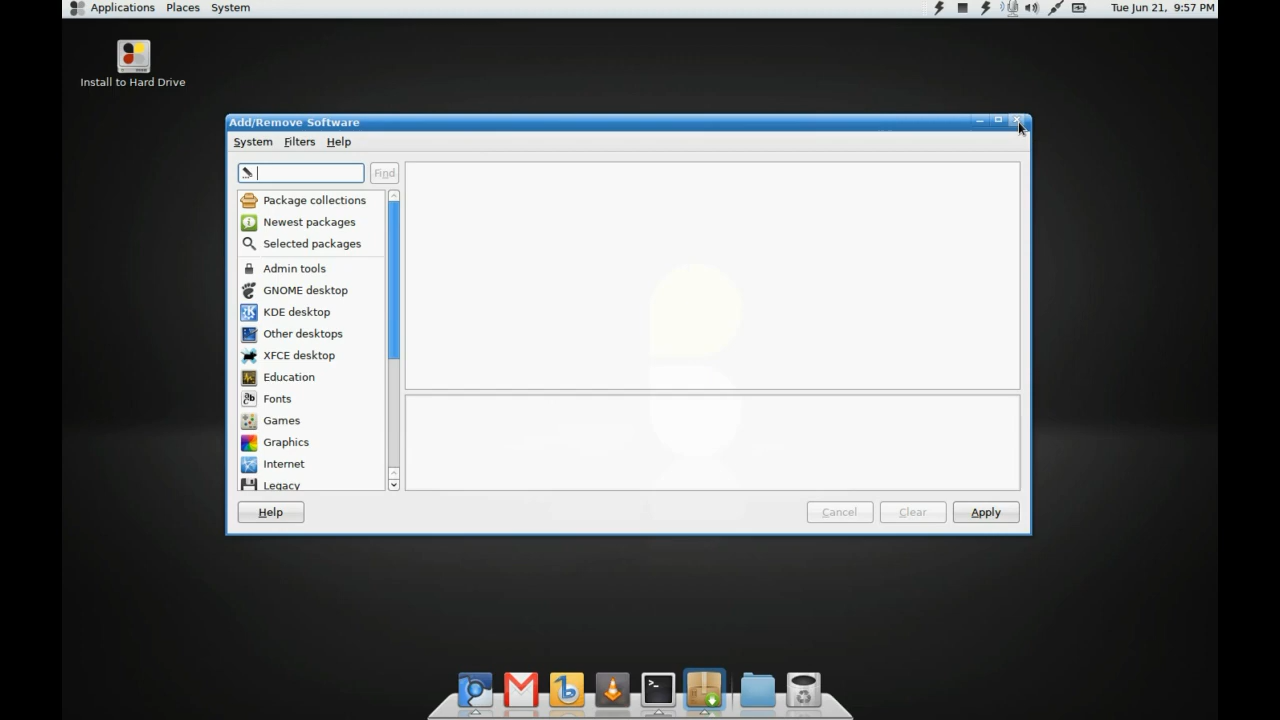 Applications Places System
Tue Jun 21, 9:57 PM
Install to Hard Drive
Add/Remove Software
System Filters Help
Find
Package collections
Newest packages
Selected packages
Admin tools
GNOME desktop
KDE desktop
Other desktops
XFCE desktop
Education
Fonts
Games
Graphics
Internet
Legacy
Help Cancel Clear Apply